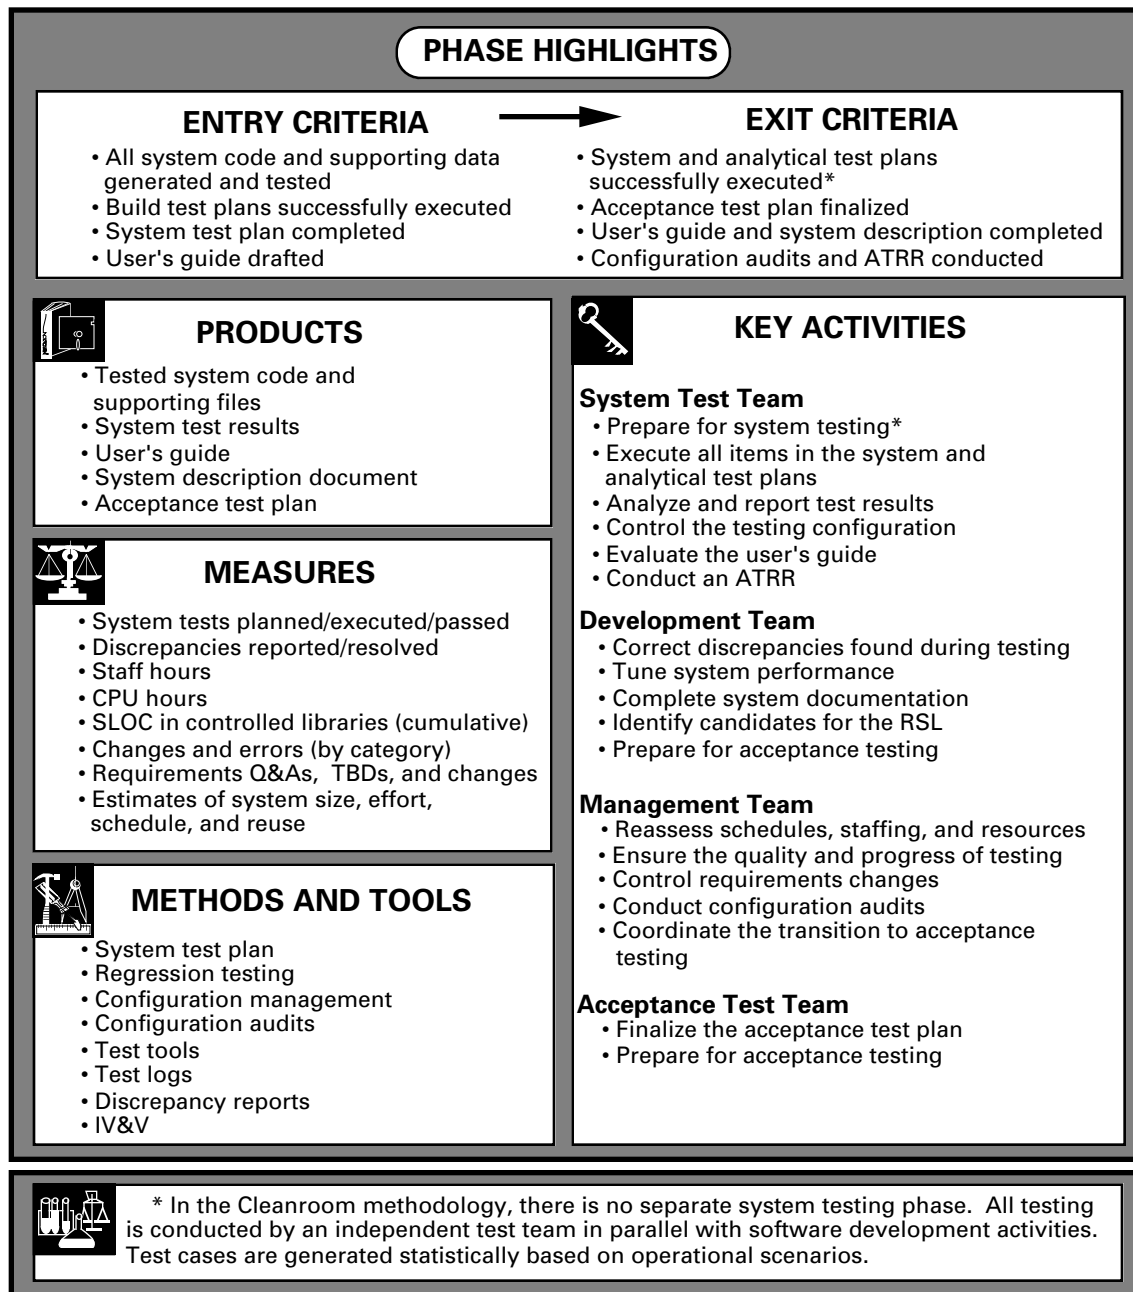 PHASE HIGHLIGHTS
ENTRY CRITERIA
• All system code and supporting data
generated and tested
• Build test plans successfully executed
• System test plan completed
• User's guide drafted
EXIT CRITERIA
• System and analytical test plans
successfully executed*
• Acceptance test plan finalized
• User's guide and system description completed
• Configuration audits and ATRR conducted
PRODUCTS
• Tested system code and
supporting files
• System test results
• User's guide
• System description document
• Acceptance test plan
MEASURES
• System tests planned/executed/passed
• Discrepancies reported/resolved
• Staff hours
• CPU hours
• SLOC in controlled libraries (cumulative)
• Changes and errors (by category)
• Requirements Q&As, TBDs, and changes
• Estimates of system size, effort,
schedule, and reuse
METHODS AND TOOLS
• System test plan
• Regression testing
• Configuration management
• Configuration audits
• Test tools
• Test logs
• Discrepancy reports
• IV&V
KEY ACTIVITIES
System Test Team
• Prepare for system testing*
• Execute all items in the system and
analytical test plans
• Analyze and report test results
• Control the testing configuration
• Evaluate the user's guide
• Conduct an ATRR
Development Team
• Correct discrepancies found during testing
• Tune system performance
• Complete system documentation
• Identify candidates for the RSL
• Prepare for acceptance testing
Management Team
• Reassess schedules, staffing, and resources
• Ensure the quality and progress of testing
• Control requirements changes
• Conduct configuration audits
• Coordinate the transition to acceptance
testing
Acceptance Test Team
• Finalize the acceptance test plan
• Prepare for acceptance testing
* In the Cleanroom methodology, there is no separate system testing phase. All testing
is conducted by an independent test team in parallel with software development activities.
Test cases are generated statistically based on operational scenarios.